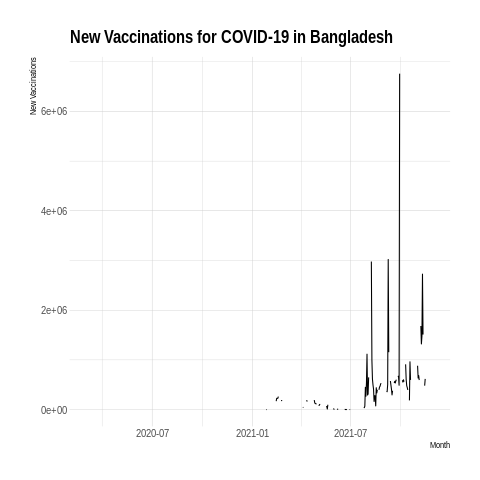 New Vaccinations for COVID-19 in Bangladesh
New Vaccinations
6e+06
4e+06
2e+06
0e+00
2020-07 2021-01 2021-07
Month